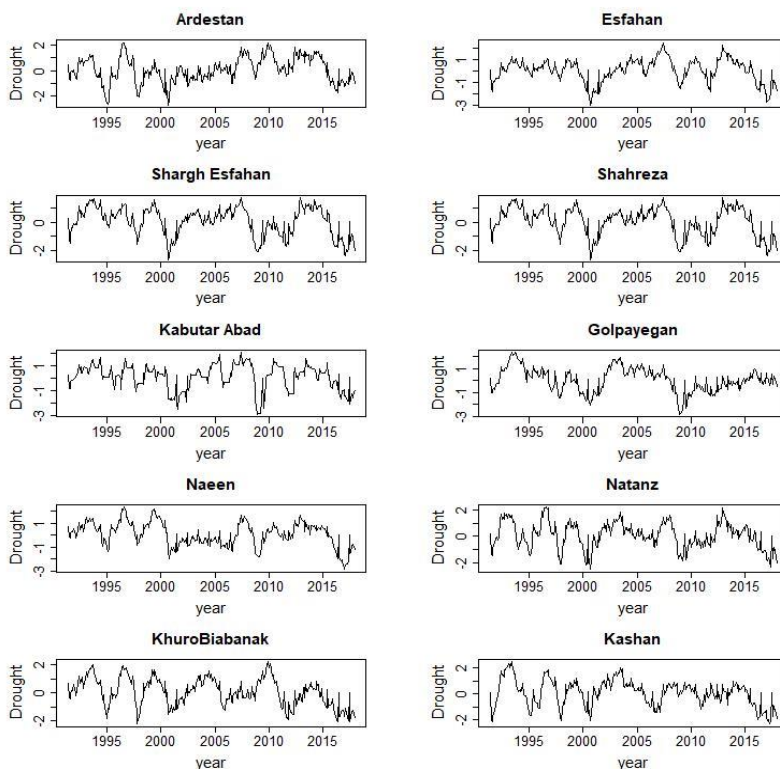 Ardestan
Drought
-2 0 2
1995 2000 2005 2010 2015
year
Esfahan
Drought
-3 -1 1
1995 2000 2005 2010 2015
year
Shargh Esfahan
Drought
-2 0
1995 2000 2005 2010 2015
year
Shahreza
Drought
-2 0
1995 2000 2005 2010 2015
year
Kabutar Abad
Drought
-3 -1 1
1995 2000 2005 2010 2015
year
Golpayegan
Drought
-3 -1 1
1995 2000 2005 2010 2015
year
Naeen
Drought
-3 -1 1
1995 2000 2005 2010 2015
year
Natanz
Drought
-2 0 2
1995 2000 2005 2010 2015
year
KhuroBiabanak
Drought
-2 0 2
1995 2000 2005 2010 2015
year
Kashan
Drought
-2 0 2
1995 2000 2005 2010 2015
year